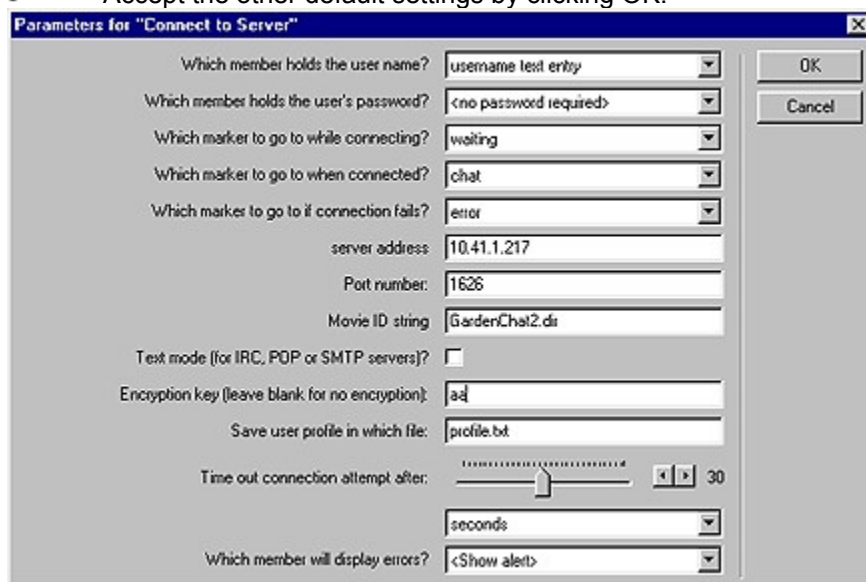 Accept the other default settings by clicking OK.
Parameters for "Connect to Server"
Which member holds the user name? username text entry OK
Which member holds the user's password? <no password required> Cancel
Which marker to go to while connecting? waiting
Which marker to go to when connected? chat
Which marker to go to if connection fails? error
server address 10.41.1.217
Port number: 1626
Movie ID string GardenChat2.dir
Text mode (for IRC, POP or SMTP servers)?
Encryption key (leave blank for no encryption): aa
Save user profile in which file: profile.txt
Time out connection attempt after: 30
seconds
Which member will display errors? <Show alert>